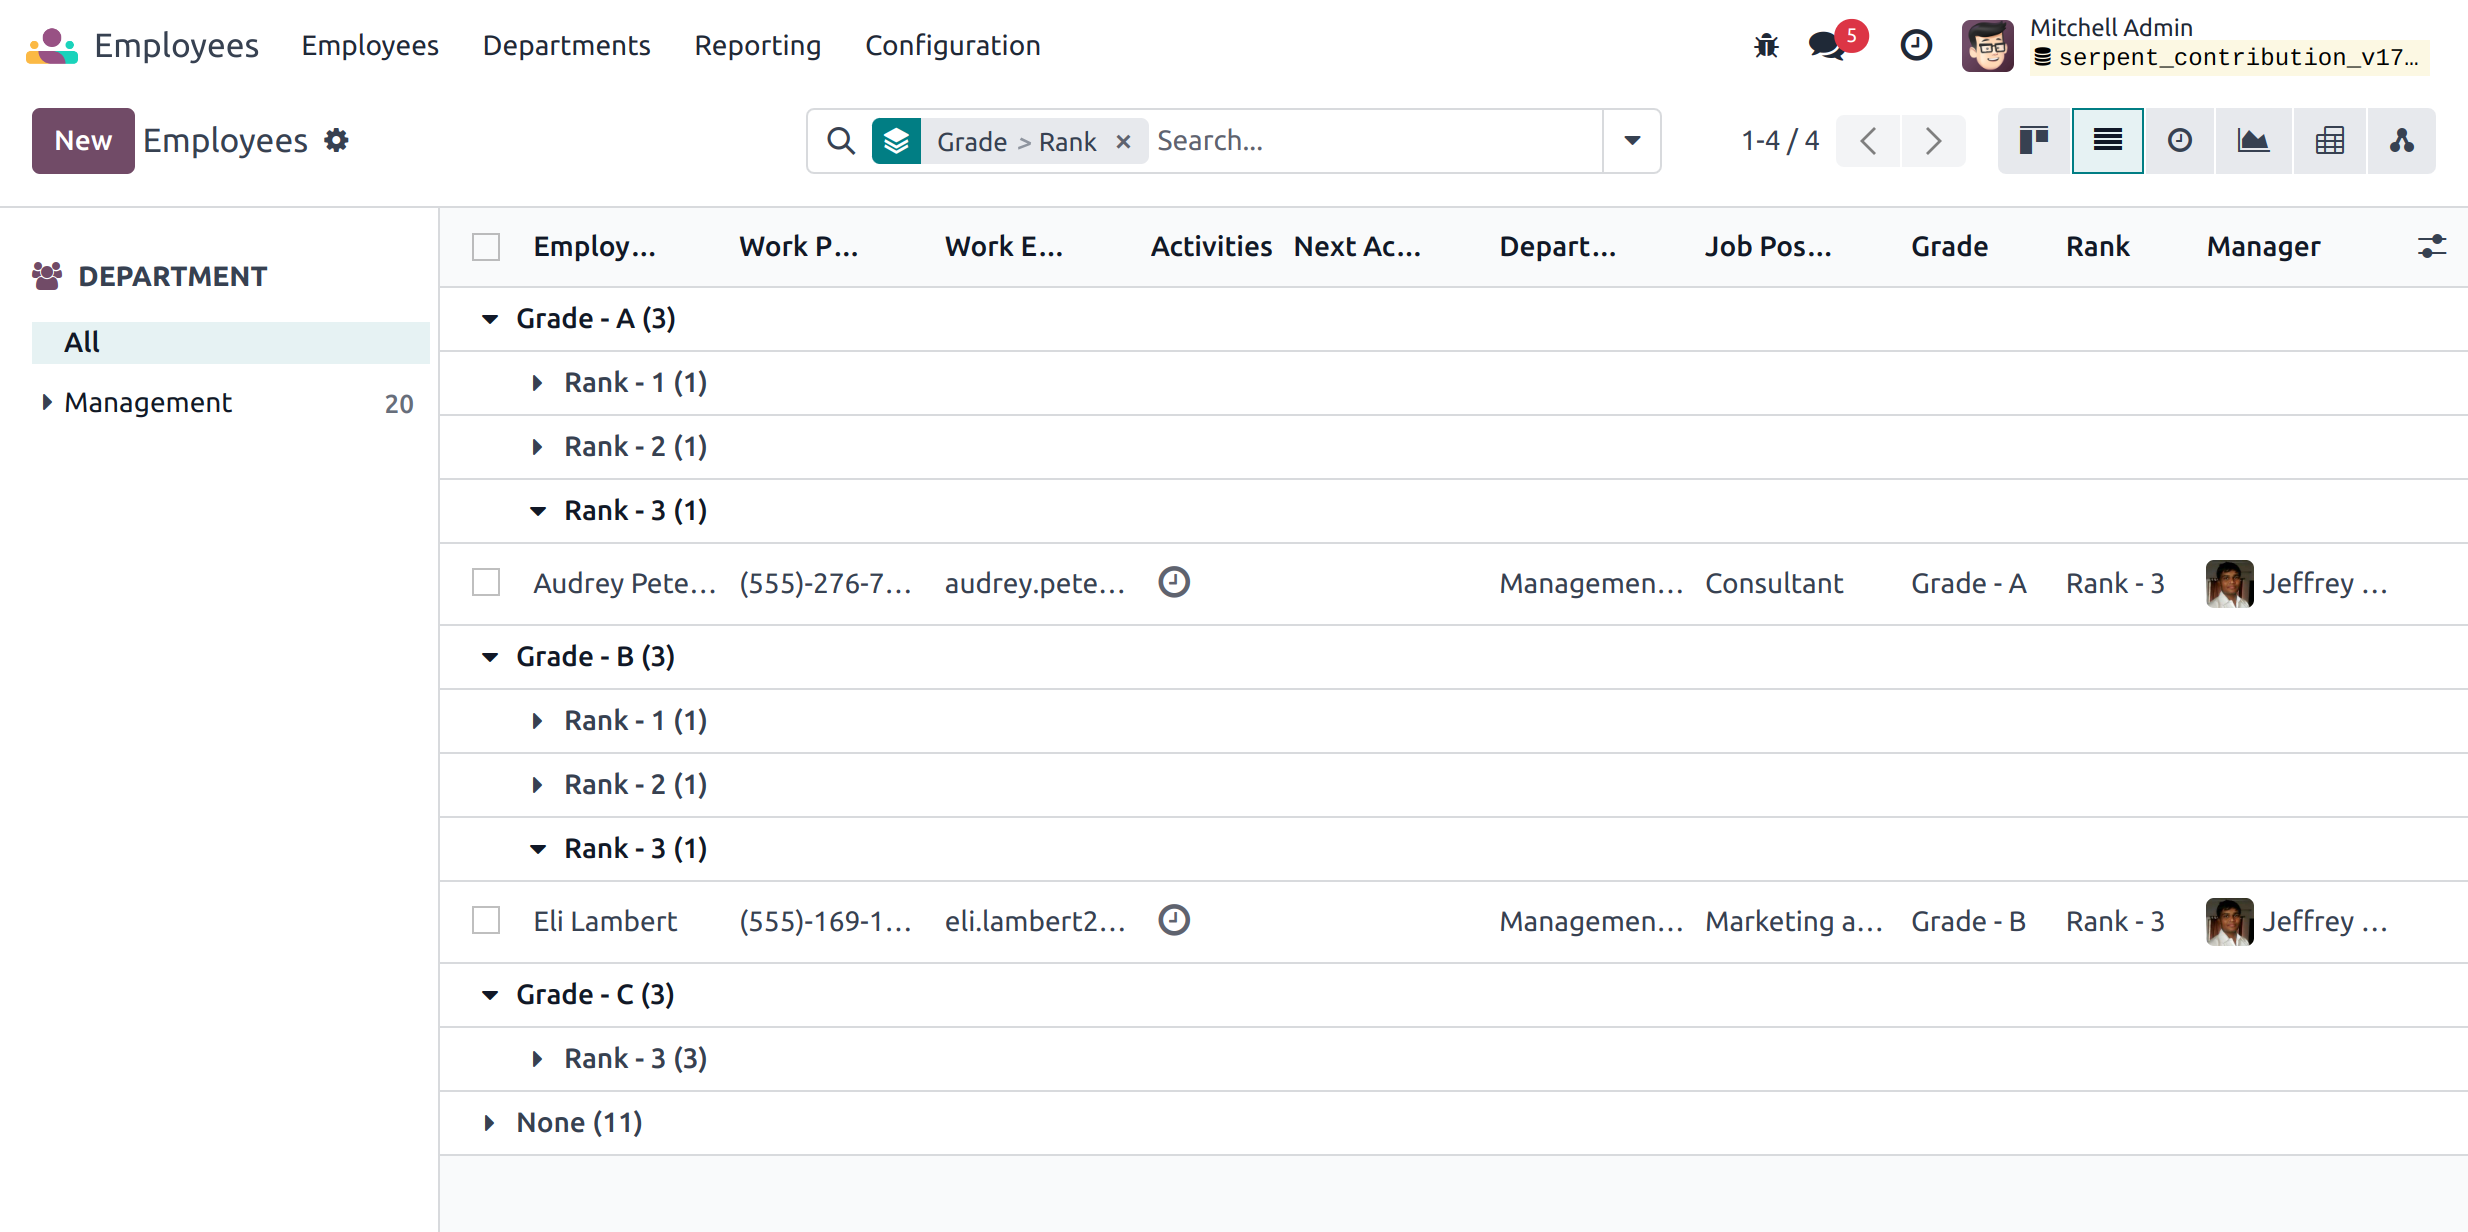 Employees Employees Departments Reporting Configuration 5 Mitchell Admin
serpent_contribution_v17...
New Employees Grade > Rank × Search... 1-4 / 4
DEPARTMENT
All
Management 20
Employ... Work P... Work E... Activities Next Ac... Depart... Job Pos... Grade Rank Manager
Grade - A (3)
Rank - 1 (1)
Rank - 2 (1)
Rank - 3 (1)
Audrey Pete... (555)-276-7... audrey.pete... Managemen... Consultant Grade - A Rank - 3 Jeffrey ...
Grade - B (3)
Rank - 1 (1)
Rank - 2 (1)
Rank - 3 (1)
Eli Lambert (555)-169-1... eli.lambert2... Managemen... Marketing a... Grade - B Rank - 3 Jeffrey ...
Grade - C (3)
Rank - 3 (3)
None (11)